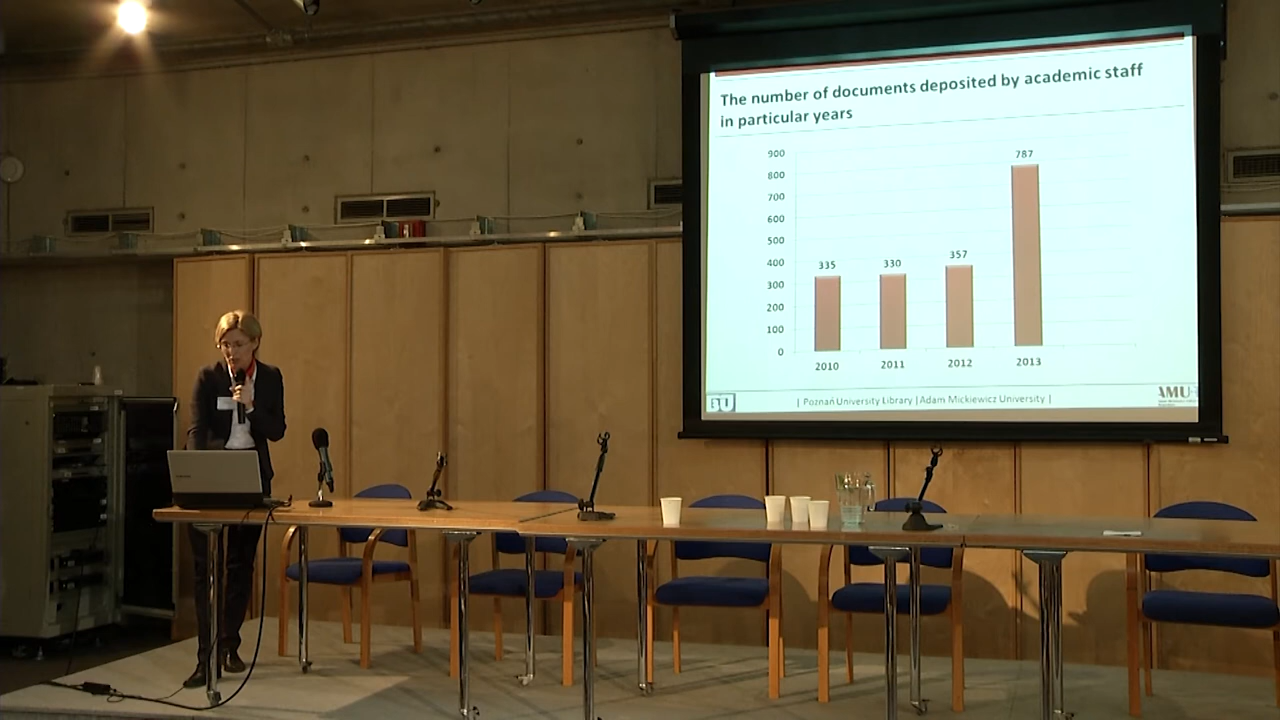 The number of documents deposited by academic staff
in particular years
900
800
700
600
500
400
300
200
100
0
335
330
357
787
2010 2011 2012 2013
| Poznań University Library |Adam Mickiewicz University |
AMU